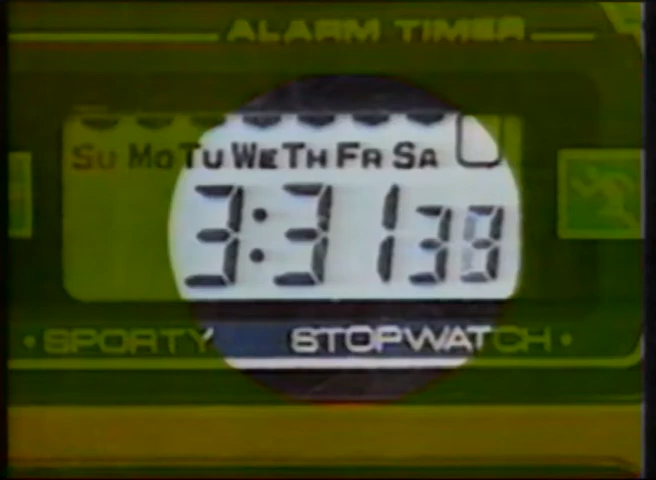 ALARM TIMER
Su Mo Tu We Th Fr Sa
3:31 38
• SPORTY STOPWATCH •